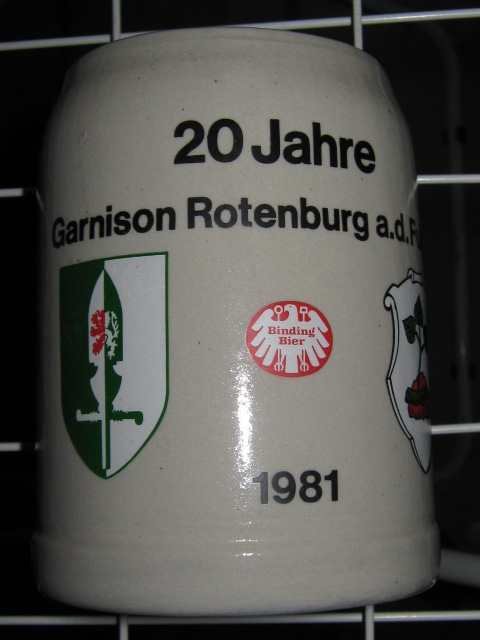 20 Jahre
Garnison Rotenburg a.d.
Binding
Bier
1981